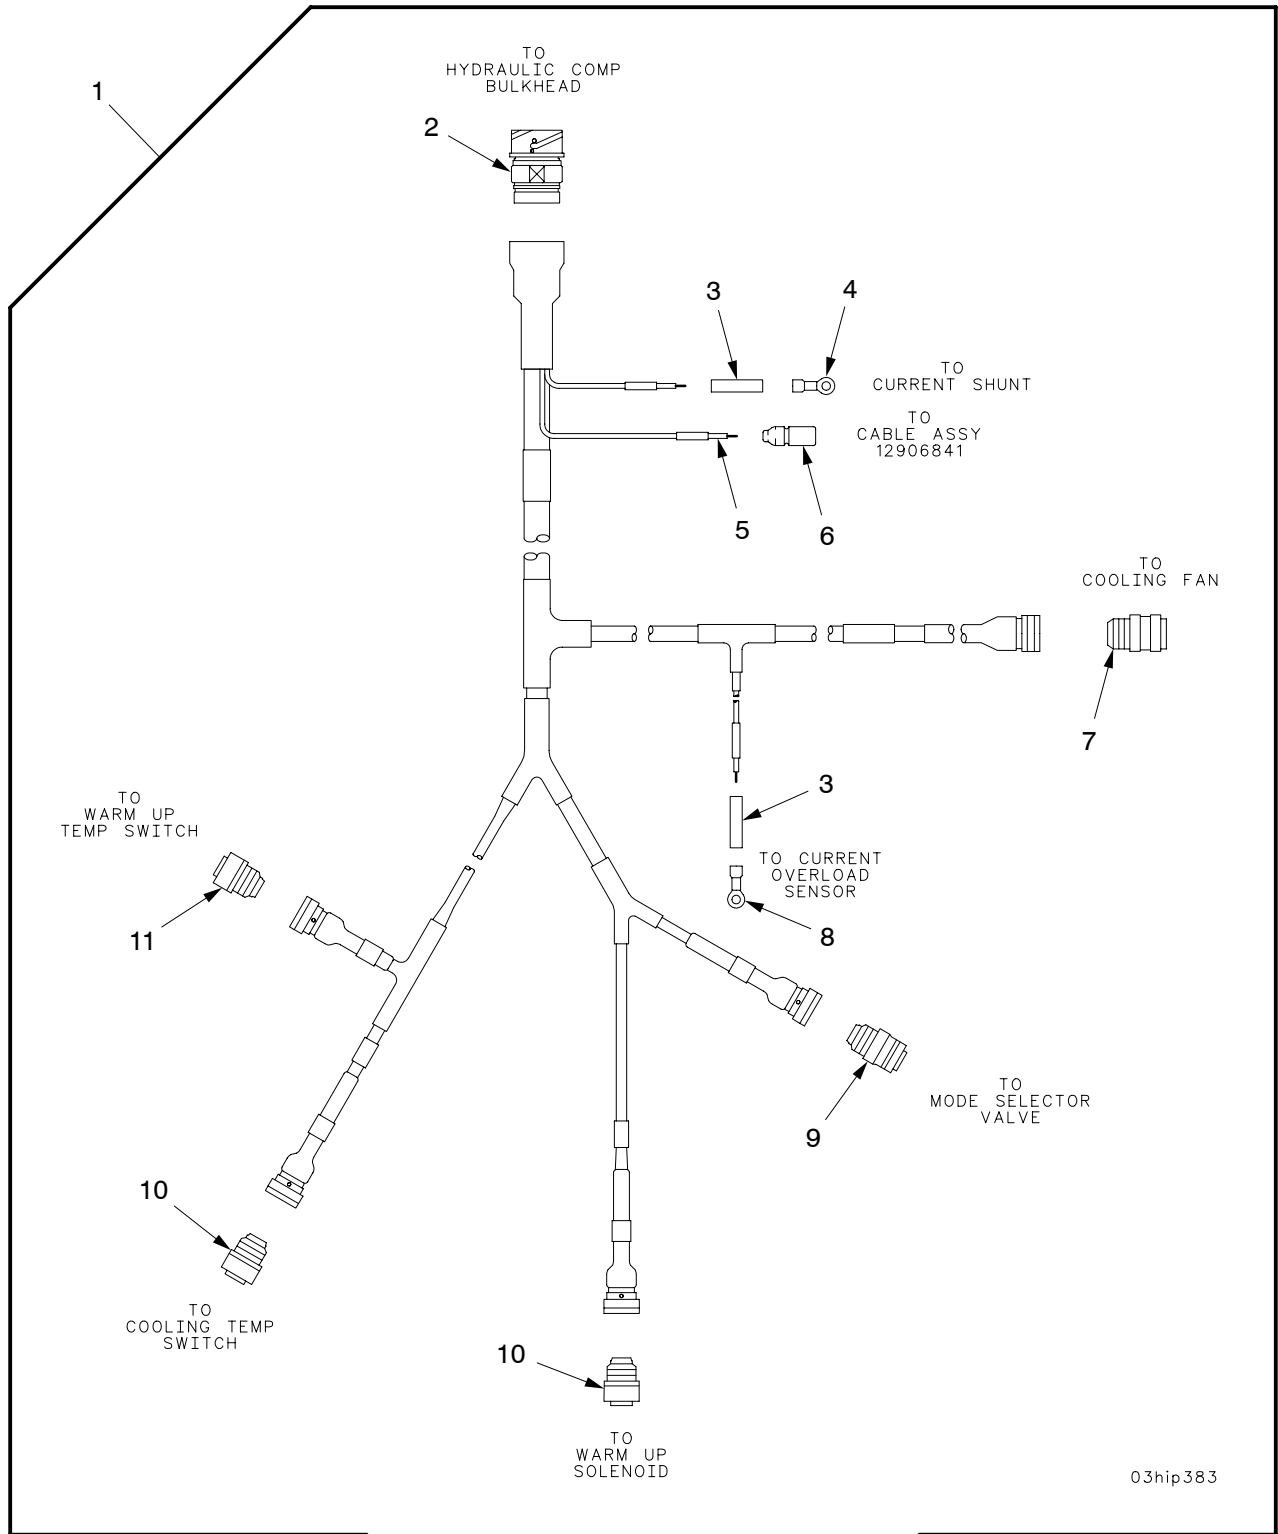 TO
HYDRAULIC COMP
BULKHEAD
1
2
3
4
TO
CURRENT SHUNT
TO
CABLE ASSY
12906841
5
6
TO
COOLING FAN
7
TO
WARM UP
TEMP SWITCH
3
TO CURRENT
OVERLOAD
SENSOR
11
8
TO
MODE SELECTOR
VALVE
9
10
TO
COOLING TEMP
SWITCH
10
TO
WARM UP
SOLENOID
03hip383